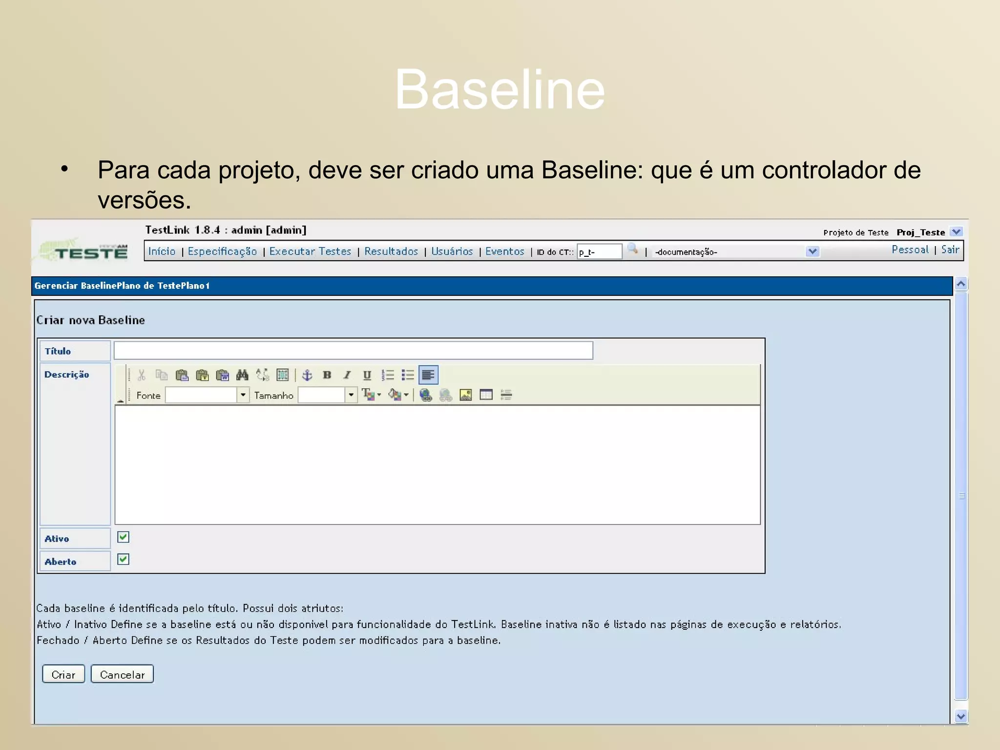 Baseline
• Para cada projeto, deve ser criado uma Baseline: que é um controlador de
versões.
TestLink 1.8.4 : admin [admin]
Projeto de Teste Proj_Teste
TESTE
Início | Especificação | Executar Testes | Resultados | Usuários | Eventos | ID do CT:: p_t- | -documentação- Pessoal | Sair
Gerenciar BaselinePlano de TestePlano1
Criar nova Baseline
Título
Descrição
B I U
Fonte Tamanho
Ativo
Aberto
Cada baseline é identificada pelo título. Possui dois atriutos:
Ativo / Inativo Define se a baseline está ou não disponivel para funcionalidade do TestLink. Baseline inativa não é listado nas páginas de execução e relatórios.
Fechado / Aberto Define se os Resultados do Teste podem ser modificados para a baseline.
Criar Cancelar